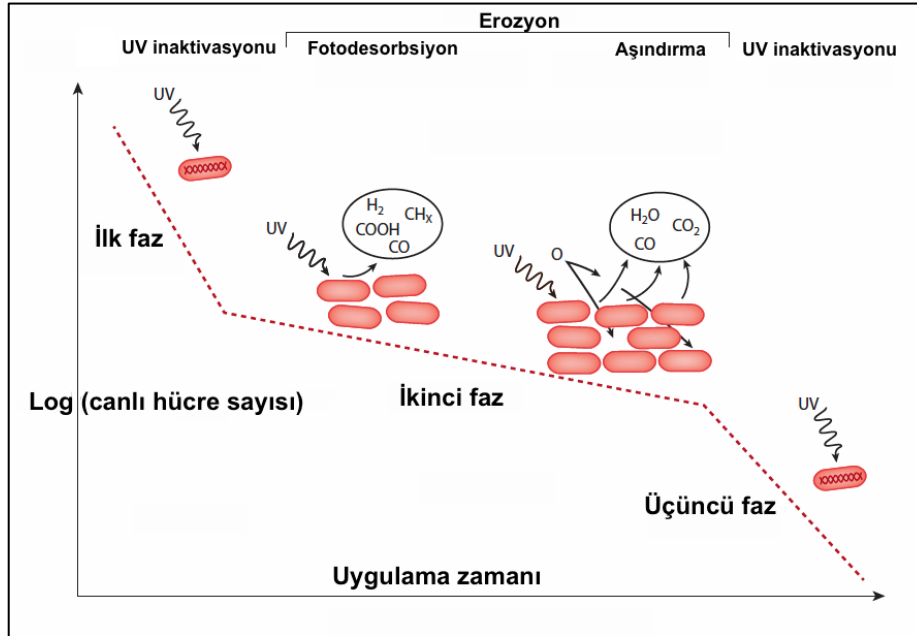 Erozyon
UV inaktivasyonu
Fotodesorbsiyon
Aşındırma
UV inaktivasyonu
UV
İlk faz
UV
H₂
CHₓ
COOH
CO
UV
O
H₂O
CO₂
CO
Log (canlı hücre sayısı)
İkinci faz
UV
Üçüncü faz
Uygulama zamanı